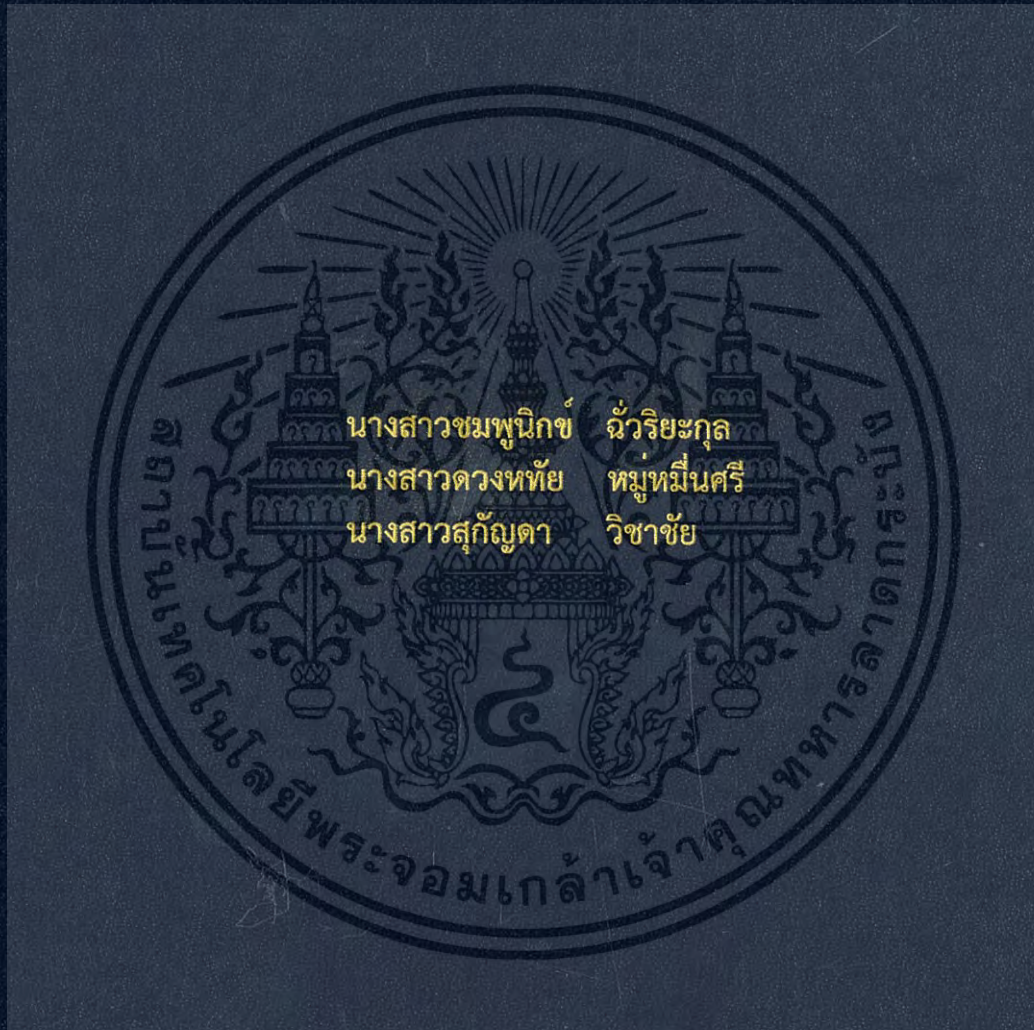 นางสาวชมพูนิกข์ ฉั่วริยะกุล
นางสาวดวงหทัย หมู่หมื่นศรี
นางสาวสุกัญดา วิชาชัย
สถาบันเทคโนโลยีพระจอมเกล้าเจ้าคุณทหารลาดกระบัง
๔